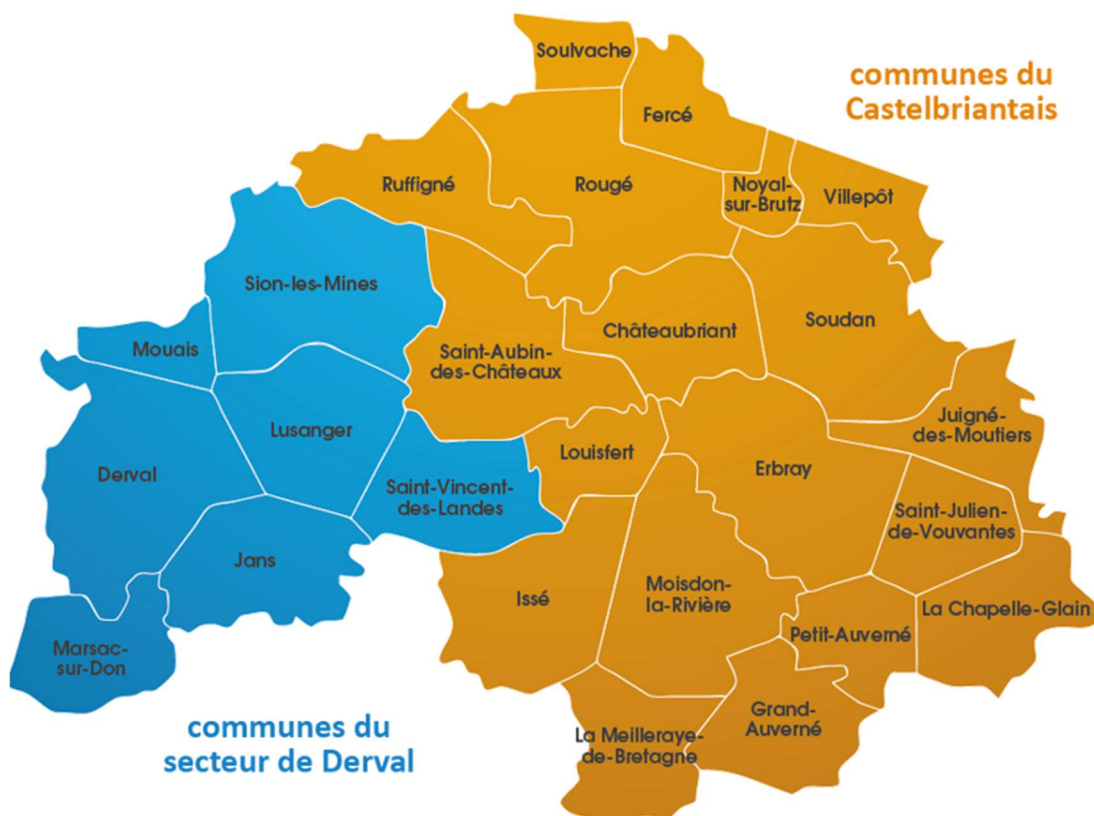 Soulvache
communes du
Castelbriantais
Fercé
Ruffigné
Rougé
Noyal-
sur-Brutz
Villepôt
Sion-les-Mines
Châteaubriant
Soudan
Mouais
Saint-Aubin-
des-Châteaux
Lusanger
Juigné-
des-Moutiers
Louisfert
Erbray
Derval
Saint-Vincent-
des-Landes
Saint-Julien-
de-Vouvantes
Jans
Issé
Moisdon-
la-Rivière
La Chapelle-Glain
Petit-Auverné
Marsac-
sur-Don
Grand-
Auverné
La Meilleraye-
de-Bretagne
communes du
secteur de Derval